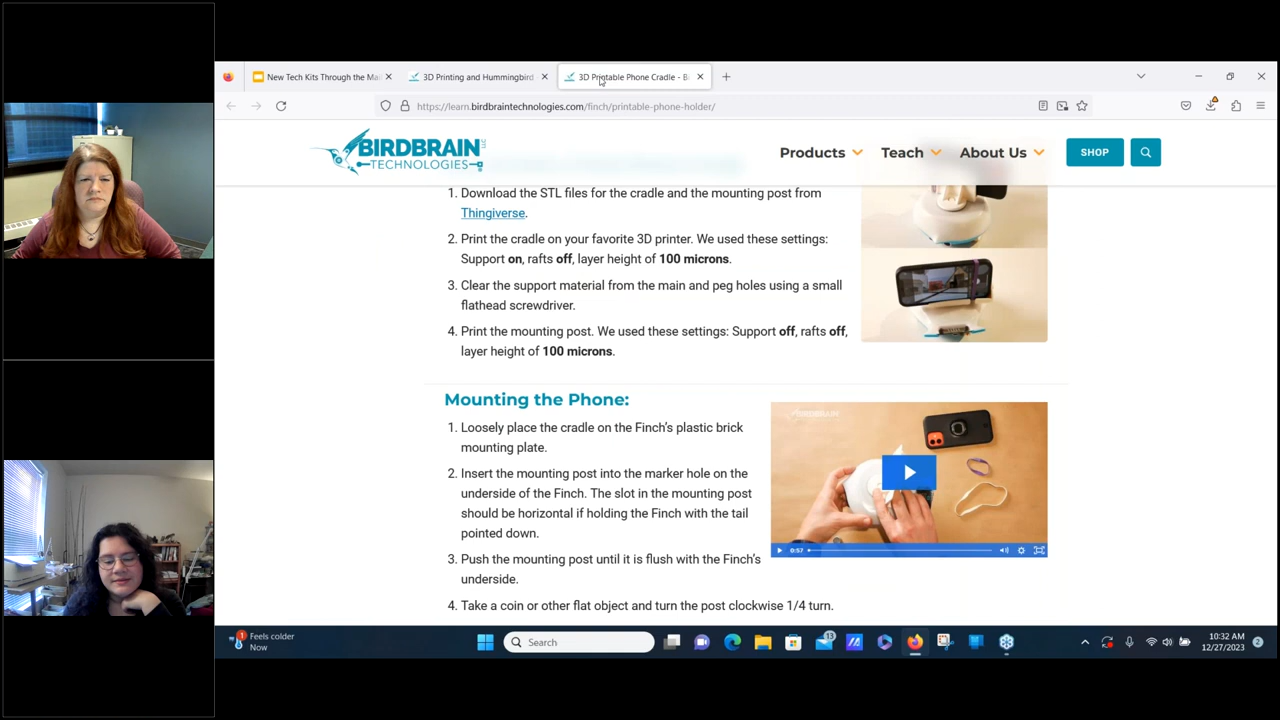 New Tech Kits Through the Ma
3D Printing and Hummingbird
3D Printable Phone Cradle - B
https://learn.birdbraintechnologies.com/finch/printable-phone-holder/
BIRDBRAIN LLC
TECHNOLOGIES
Products
Teach
About Us
SHOP
1. Download the STL files for the cradle and the mounting post from
Thingiverse.
2. Print the cradle on your favorite 3D printer. We used these settings:
Support on, rafts off, layer height of 100 microns.
3. Clear the support material from the main and peg holes using a small
flathead screwdriver.
4. Print the mounting post. We used these settings: Support off, rafts off,
layer height of 100 microns.
Mounting the Phone:
1. Loosely place the cradle on the Finch's plastic brick
mounting plate.
2. Insert the mounting post into the marker hole on the
underside of the Finch. The slot in the mounting post
should be horizontal if holding the Finch with the tail
pointed down.
3. Push the mounting post until it is flush with the Finch's
underside.
4. Take a coin or other flat object and turn the post clockwise 1/4 turn.
BIRDBRAIN
0:57
1
Feels colder
Now
Search
13
10:32 AM
12/27/2023
2